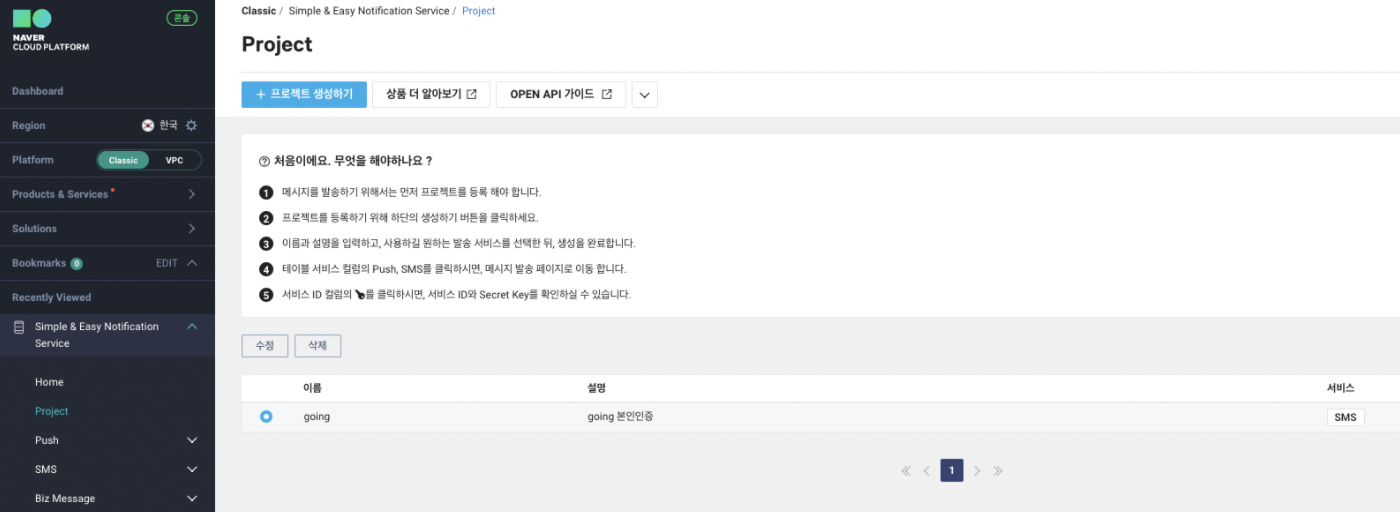 NAVER
CLOUD PLATFORM
콘솔
Dashboard
Region 한국
Platform Classic VPC
Products & Services
Solutions
Bookmarks 0 EDIT
Recently Viewed
Simple & Easy Notification
Service
Home
Project
Push
SMS
Biz Message
Classic / Simple & Easy Notification Service / Project
Project
+ 프로젝트 생성하기 상품 더 알아보기 OPEN API 가이드
? 처음이에요. 무엇을 해야하나요 ?
1 메시지를 발송하기 위해서는 먼저 프로젝트를 등록 해야 합니다.
2 프로젝트를 등록하기 위해 하단의 생성하기 버튼을 클릭하세요.
3 이름과 설명을 입력하고, 사용하길 원하는 발송 서비스를 선택한 뒤, 생성을 완료합니다.
4 테이블 서비스 컬럼의 Push, SMS를 클릭하시면, 메시지 발송 페이지로 이동 합니다.
5 서비스 ID 컬럼의 를 클릭하시면, 서비스 ID와 Secret Key를 확인하실 수 있습니다.
수정 삭제
이름 설명 서비스
going going 본인인증 SMS
1